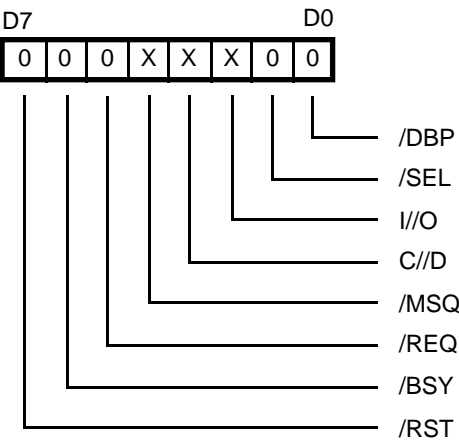 D7 D0
0 0 0 X X X 0 0
/DBP
/SEL
I//O
C//D
/MSQ
/REQ
/BSY
/RST